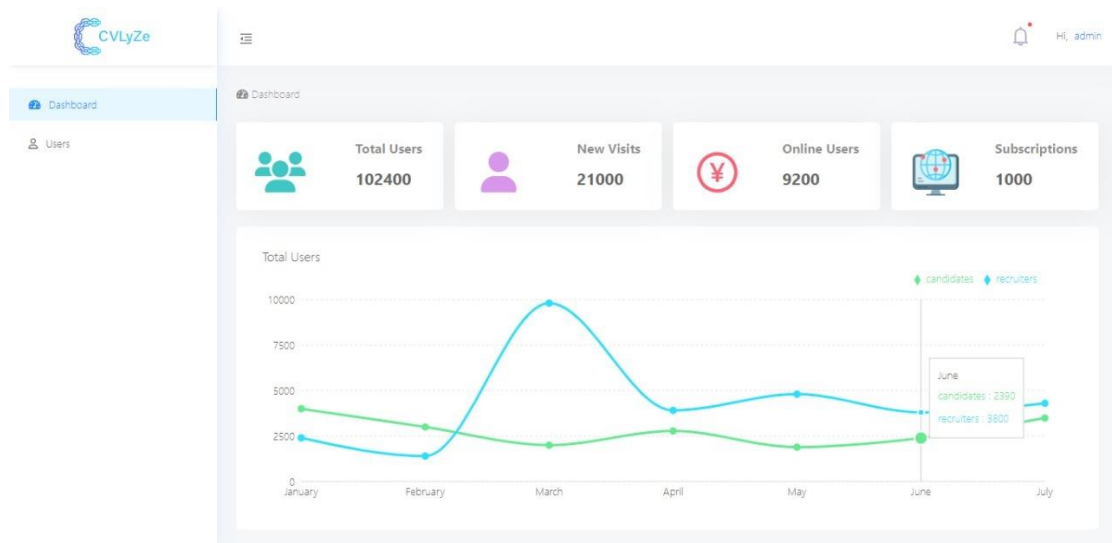 CVLyZe
Hi, admin
Dashboard
Users
Dashboard
Total Users
102400
New Visits
21000
¥
Online Users
9200
Subscriptions
1000
Total Users
candidates recruiters
10000
7500
5000
2500
0
January February March April May June July
June
candidates : 2390
recruiters : 3800